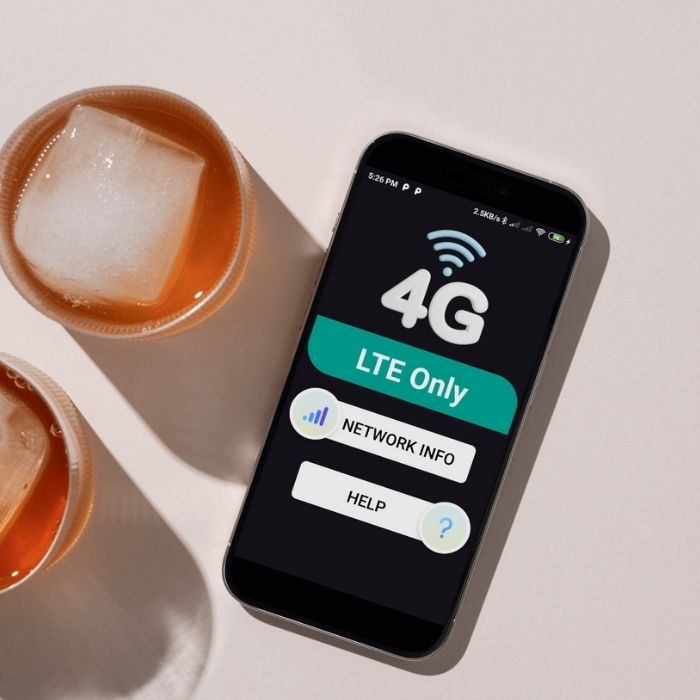 5:26 PM
2.5KB/s
4G
LTE Only
NETWORK INFO
HELP
?